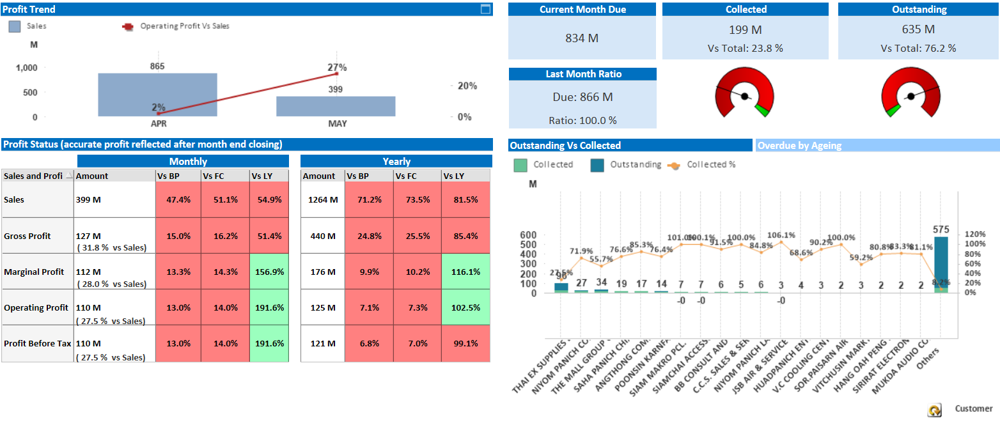 Profit Trend
Sales
Operating Profit Vs Sales
M
1,000
500
0
865
2%
27%
399
20%
0%
APR
MAY
Current Month Due
834 M
Collected
199 M
Vs Total: 23.8 %
Outstanding
635 M
Vs Total: 76.2 %
Last Month Ratio
Due: 866 M
Ratio: 100.0 %
Profit Status (accurate profit reflected after month end closing)
Monthly
Yearly
Sales and Profi Amount Vs BP Vs FC Vs LY Amount Vs BP Vs FC Vs LY
Sales 399 M 47.4% 51.1% 54.9% 1264 M 71.2% 73.5% 81.5%
Gross Profit 127 M 15.0% 16.2% 51.4% 440 M 24.8% 25.5% 85.4%
( 31.8 % vs Sales)
Marginal Profit 112 M 13.3% 14.3% 156.9% 176 M 9.9% 10.2% 116.1%
( 28.0 % vs Sales)
Operating Profit 110 M 13.0% 14.0% 191.6% 125 M 7.1% 7.3% 102.5%
( 27.5 % vs Sales)
Profit Before Tax 110 M 13.0% 14.0% 191.6% 121 M 6.8% 7.0% 99.1%
( 27.5 % vs Sales)
Outstanding Vs Collected
Overdue by Ageing
Collected
Outstanding
Collected %
M
600
500
400
300
200
100
0
27.5% 71.9% 55.7% 76.6% 85.3% 76.4% 101.0% 100.1% 91.5% 100.0% 84.8% 106.1% 68.6% 90.2% 100.0% 59.2% 80.8% 83.3% 81.1% 8.2%
96 27 34 19 17 14 7 7 6 5 6 3 4 3 2 3 2 2 2 575
-0 -0 -0
120%
100%
80%
60%
40%
20%
0%
THAI EX SUPPLIES
NIYOM PANICH CO
THE MALL GROUP
SAHA PANICH CHI
ANGTHONG COM
POONSIN KARNFA
SIAM MAKRO PCL.
SIAMCHAI ACCESS
BB CONSULT AND
C.C.S. SALES & SER
NIYOM PANICH LA
JSB AIR & SERVICE
HUADPANICH ENT
V.C COOLING CENT
SOR.PAISARN AIR
VITCHUSIN MARK
HANG OAH PENG
SIRIRAT ELECTRON
MUKDA AUDIO CO
Others
Customer